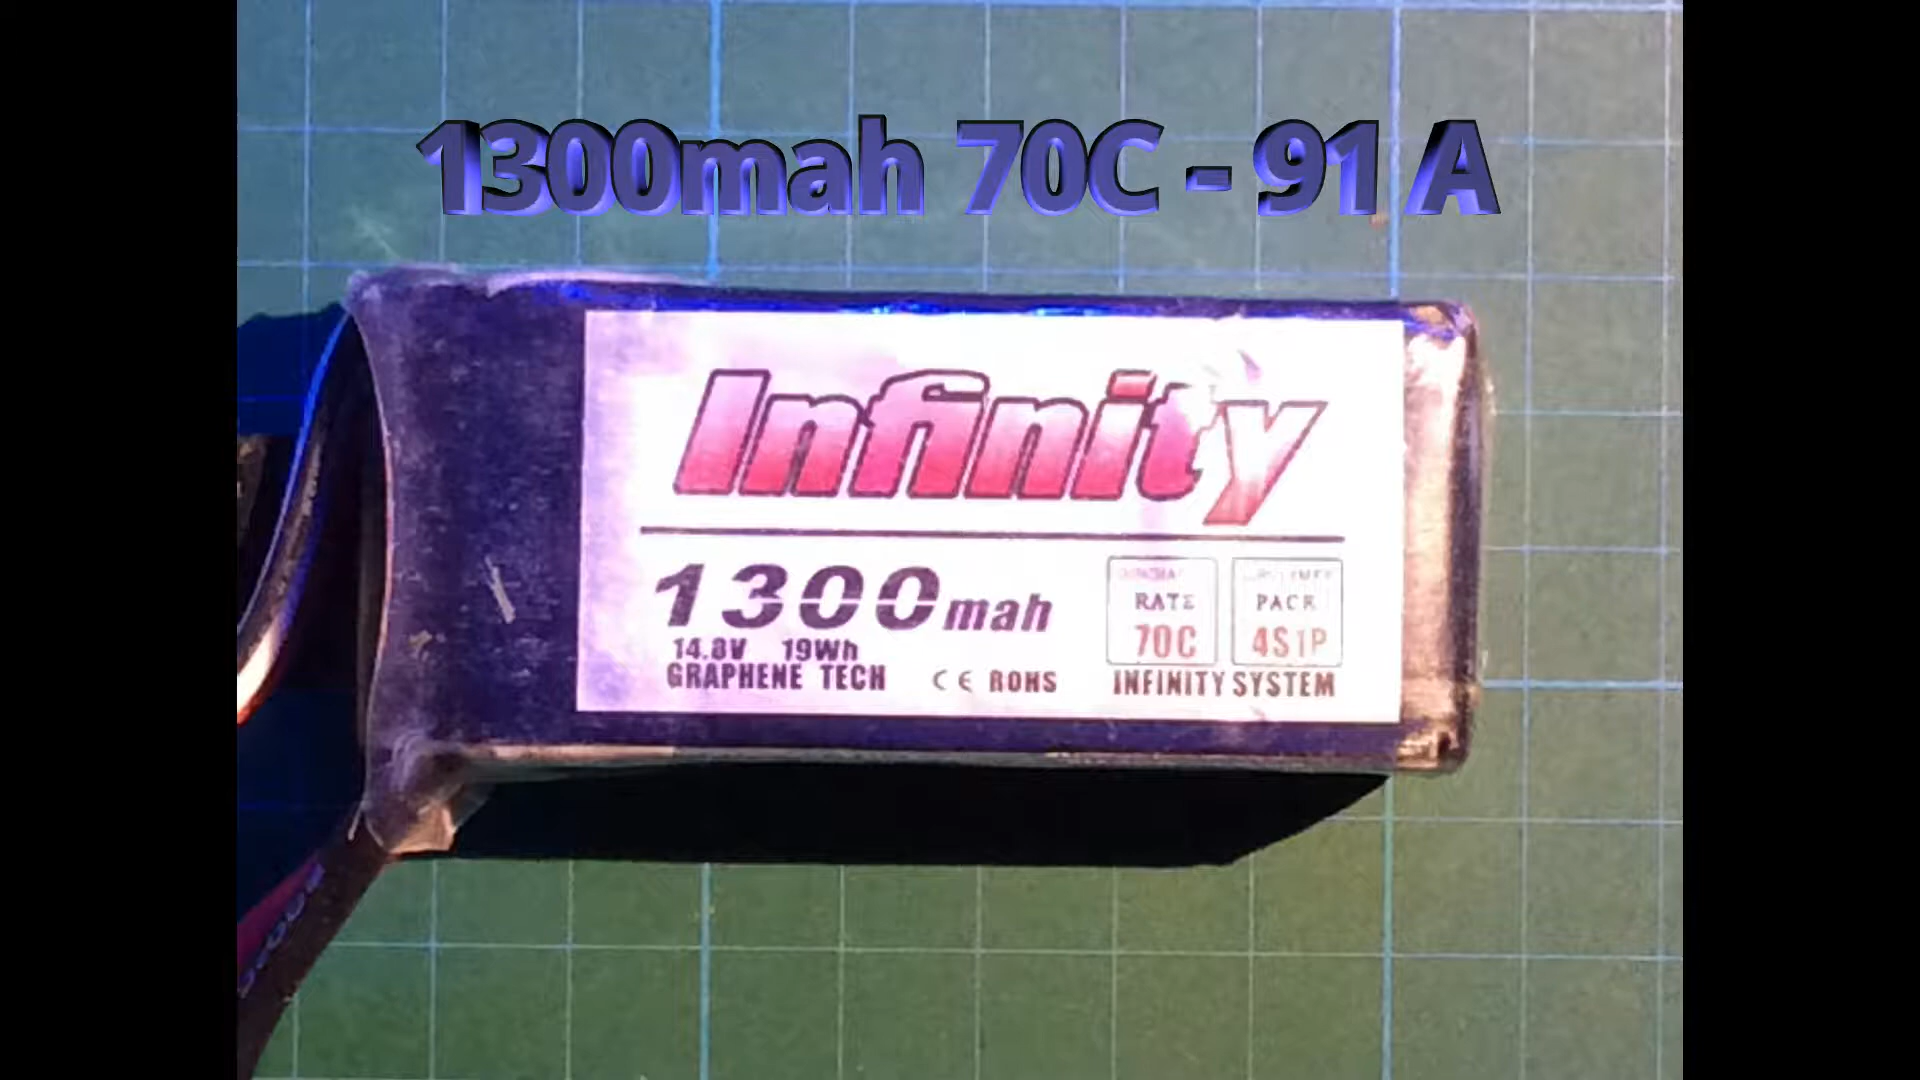 1300mah 70C - 91 A
Infinity
1300mah
RATE
70C
PACK
4S1P
14.8V 19Wh
GRAPHENE TECH CE ROHS INFINITY SYSTEM